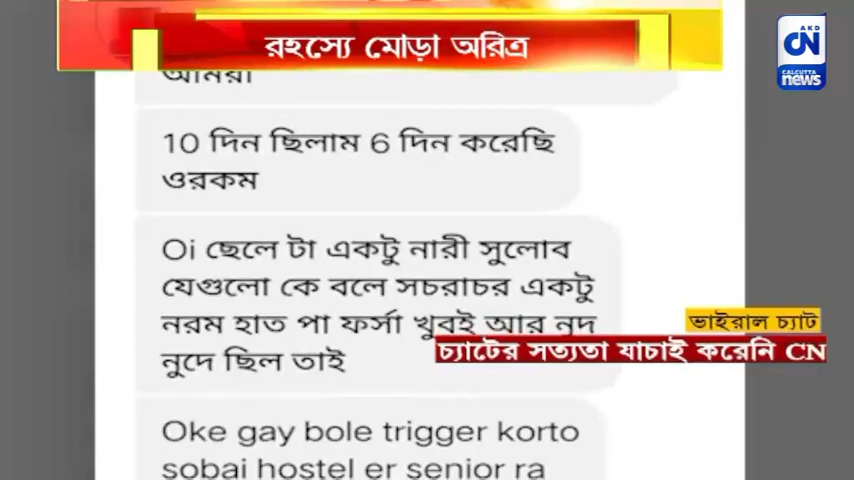 রহস্যে মোড়া অরিত্র
AKD
CN
CALCUTTA
news
আমরা
10 দিন ছিলাম 6 দিন করেছি
ওরকম
Oi ছেলে টা একটু নারী সুলোব
যেগুলো কে বলে সচরাচর একটু
নরম হাত পা ফর্সা খুবই আর নদ
নুদে ছিল তাই
ভাইরাল চ্যাট
চ্যাটের সত্যতা যাচাই করেনি CN
Oke gay bole trigger korto
sobai hostel er senior ra